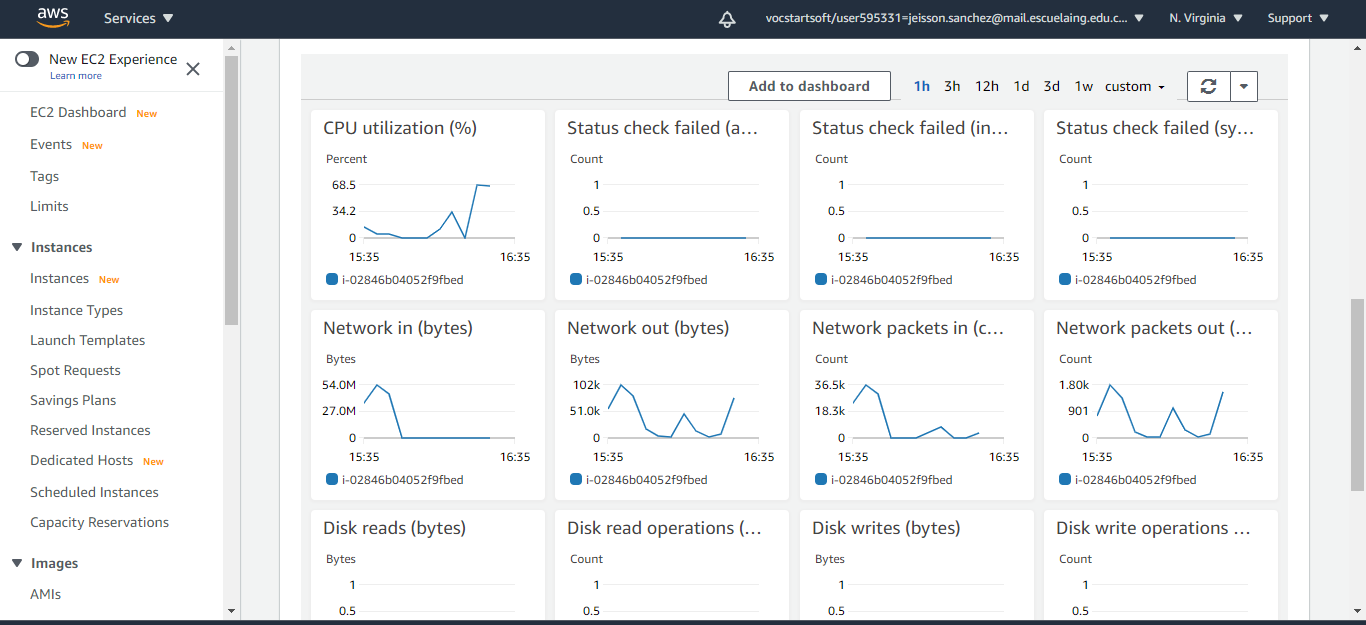 aws
Services
vocstartsoft/user595331=jeisson.sanchez@mail.escuelaing.edu.c...
N. Virginia
Support
New EC2 Experience
Learn more
EC2 Dashboard New
Events New
Tags
Limits
Instances
Instances New
Instance Types
Launch Templates
Spot Requests
Savings Plans
Reserved Instances
Dedicated Hosts New
Scheduled Instances
Capacity Reservations
Images
AMIs
Add to dashboard
1h 3h 12h 1d 3d 1w custom
CPU utilization (%)
Percent
68.5
34.2
0
15:35 16:35
i-02846b04052f9fbed
Status check failed (a...
Count
1
0.5
0
15:35 16:35
i-02846b04052f9fbed
Status check failed (in...
Count
1
0.5
0
15:35 16:35
i-02846b04052f9fbed
Status check failed (sy...
Count
1
0.5
0
15:35 16:35
i-02846b04052f9fbed
Network in (bytes)
Bytes
54.0M
27.0M
0
15:35 16:35
i-02846b04052f9fbed
Network out (bytes)
Bytes
102k
51.0k
0
15:35 16:35
i-02846b04052f9fbed
Network packets in (c...
Count
36.5k
18.3k
0
15:35 16:35
i-02846b04052f9fbed
Network packets out (...
Count
1.80k
901
0
15:35 16:35
i-02846b04052f9fbed
Disk reads (bytes)
Bytes
1
0.5
Disk read operations (...
Count
1
0.5
Disk writes (bytes)
Bytes
1
0.5
Disk write operations ...
Count
1
0.5